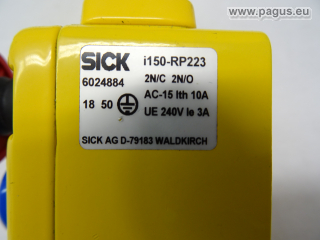 © www.pagus.eu
SICK i150-RP223
6024884 2N/C 2N/O
AC-15 Ith 10A
18 50 UE 240V Ie 3A
SICK AG D-79183 WALDKIRCH